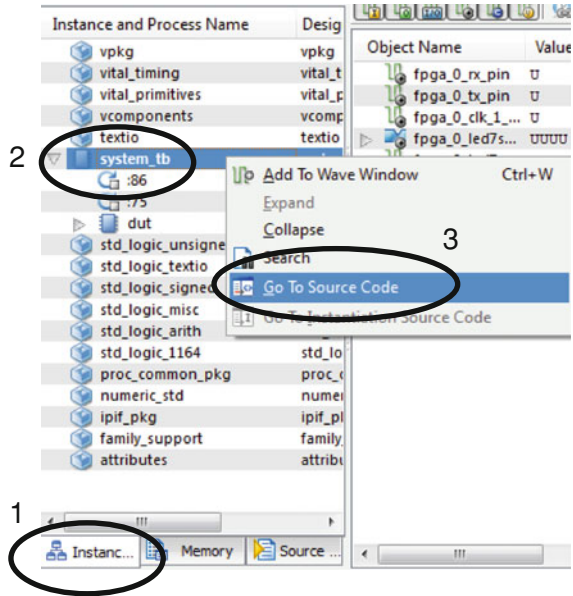 Instance and Process Name Desig
vpkg vpkg
vital_timing vital_t
vital_primitives vital_p
vcomponents vcomp
textio textio
2
system_tb
:86
:75
dut
std_logic_unsigne
std_logic_textio
std_logic_signed
std_logic_misc
std_logic_arith
std_logic_1164 std_lo
proc_common_pkg proc_c
numeric_std numer
ipif_pkg ipif_pl
family_support family_
attributes attribu
1
Instanc... Memory Source ...
Object Name Value
fpga_0_rx_pin U
fpga_0_tx_pin U
fpga_0_clk_1_... U
fpga_0_led7s... UUUU
Add To Wave Window Ctrl+W
Expand
Collapse
3
Search
Go To Source Code
Go To Instantiation Source Code